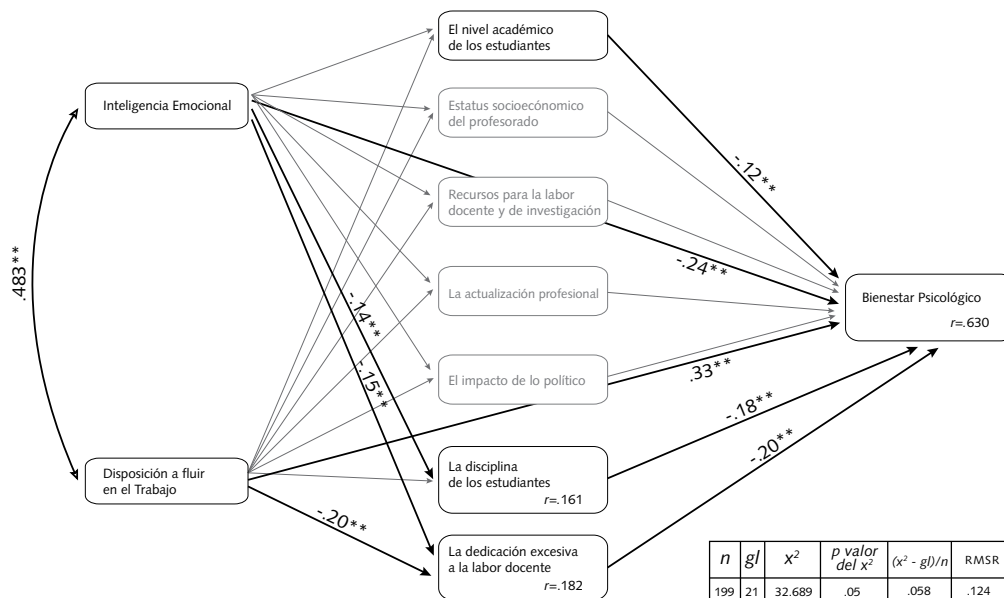 El nivel académico
de los estudiantes
Inteligencia Emocional
Estatus socioecónomico
del profesorado
-.12**
Recursos para la labor
docente y de investigación
.483**
-.24**
La actualización profesional
Bienestar Psicológico
r=.630
-.14**
-.15**
El impacto de lo político
.33**
-.18**
Disposición a fluir
en el Trabajo
La disciplina
de los estudiantes
r=.161
-.20**
-.20**
La dedicación excesiva
a la labor docente
r=.182
n gl x² p valor del x² (x² - gl)/n RMSR
199 21 32.689 .05 .058 .124